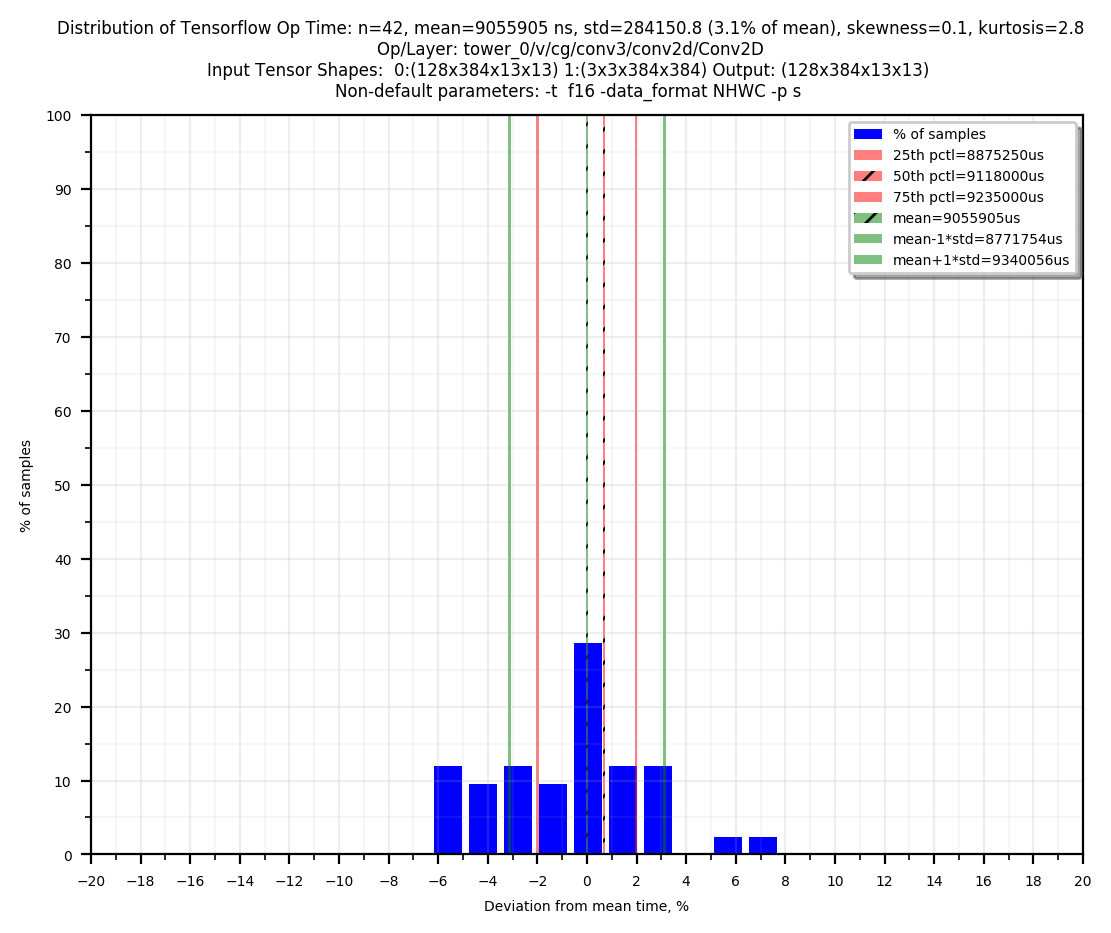 Distribution of Tensorflow Op Time: n=42, mean=9055905 ns, std=284150.8 (3.1% of mean), skewness=0.1, kurtosis=2.8
Op/Layer: tower_0/v/cg/conv3/conv2d/Conv2D
Input Tensor Shapes:  0:(128x384x13x13) 1:(3x3x384x384) Output: (128x384x13x13)
Non-default parameters: -t  f16 -data_format NHWC -p s
100
90
80
70
60
50
40
30
20
10
0
% of samples
% of samples
25th pctl=8875250us
50th pctl=9118000us
75th pctl=9235000us
mean=9055905us
mean-1*std=8771754us
mean+1*std=9340056us
−20 −18 −16 −14 −12 −10 −8 −6 −4 −2 0 2 4 6 8 10 12 14 16 18 20
Deviation from mean time, %